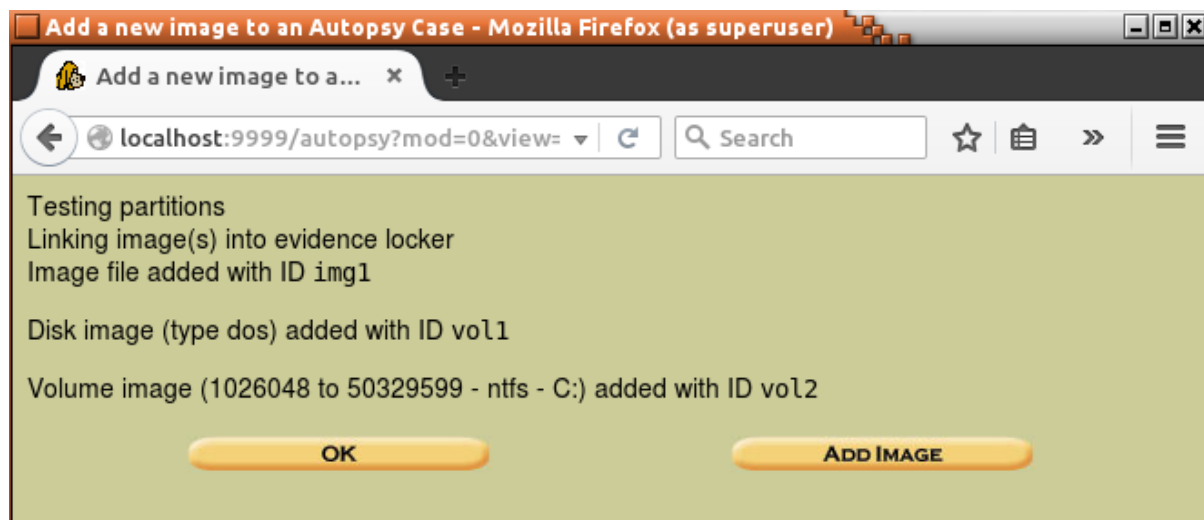 Add a new image to an Autopsy Case - Mozilla Firefox (as superuser)
Add a new image to a...
localhost:9999/autopsy?mod=0&view=
Search
Testing partitions
Linking image(s) into evidence locker
Image file added with ID img1
Disk image (type dos) added with ID vol1
Volume image (1026048 to 50329599 - ntfs - C:) added with ID vol2
OK
ADD IMAGE